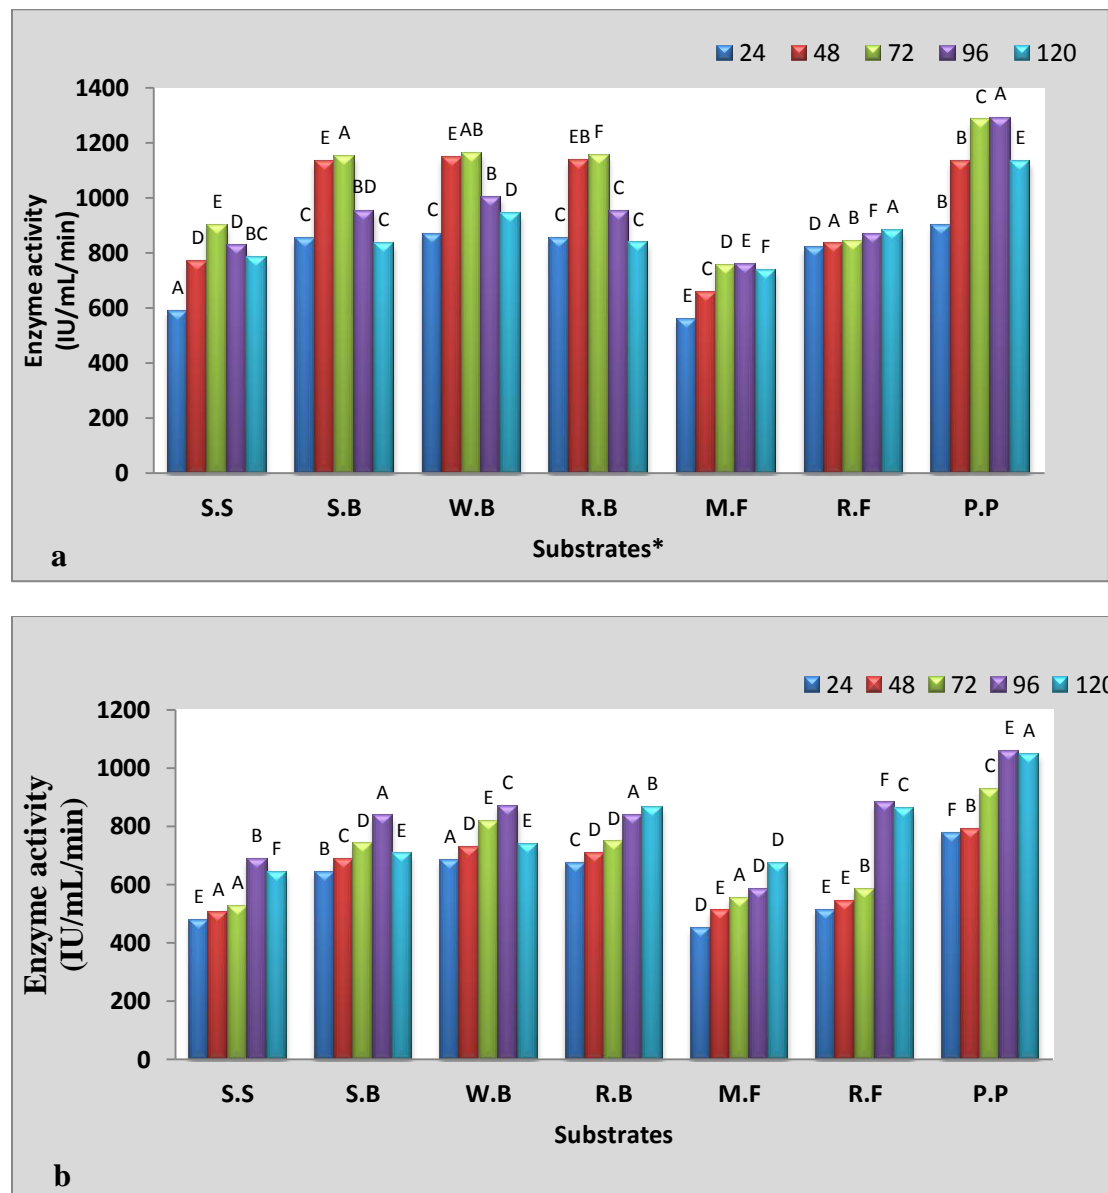 24 48 72 96 120
Enzyme activity
(IU/mL/min)
1400
1200
1000
800
600
400
200
0
A D E D BC
C E A BD C
C E AB B D
C EB F C C
E C D E F
D A B F A
B B C A E
S.S S.B W.B R.B M.F R.F P.P
Substrates*
a
24 48 72 96 120
Enzyme activity
(IU/mL/min)
1200
1000
800
600
400
200
0
E A A B F
B C D A E
A D E C E
C D D A B
D E A D D
E E B F C
F B C E A
S.S S.B W.B R.B M.F R.F P.P
Substrates
b